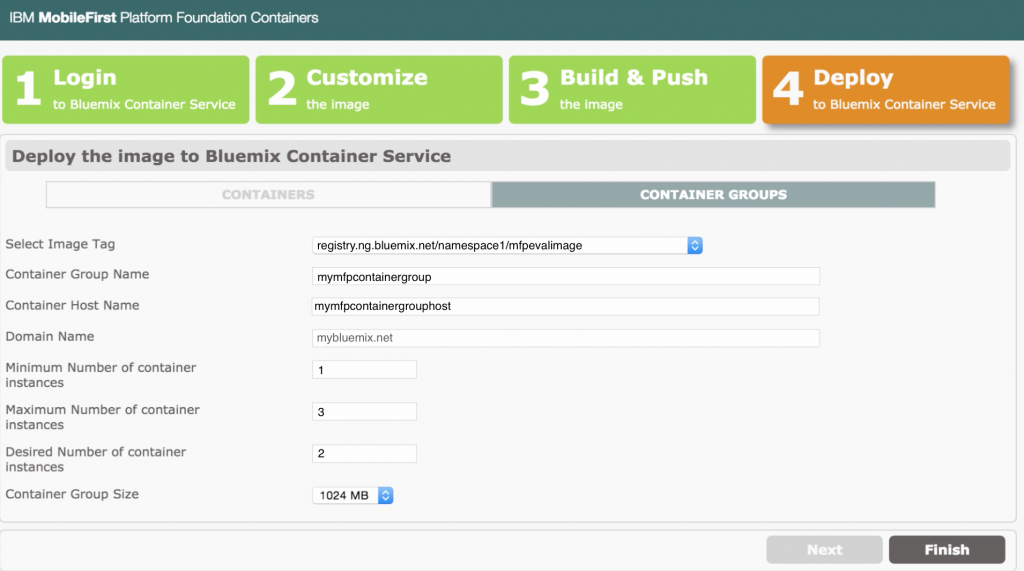 IBM MobileFirst Platform Foundation Containers
1 Login
to Bluemix Container Service
2 Customize
the image
3 Build & Push
the image
4 Deploy
to Bluemix Container Service
Deploy the image to Bluemix Container Service
CONTAINERS
CONTAINER GROUPS
Select Image Tag
registry.ng.bluemix.net/namespace1/mfpevalimage
Container Group Name
mymfpcontainergroup
Container Host Name
mymfpcontainergrouphost
Domain Name
mybluemix.net
Minimum Number of container
instances
1
Maximum Number of container
instances
3
Desired Number of container
instances
2
Container Group Size
1024 MB
Next
Finish